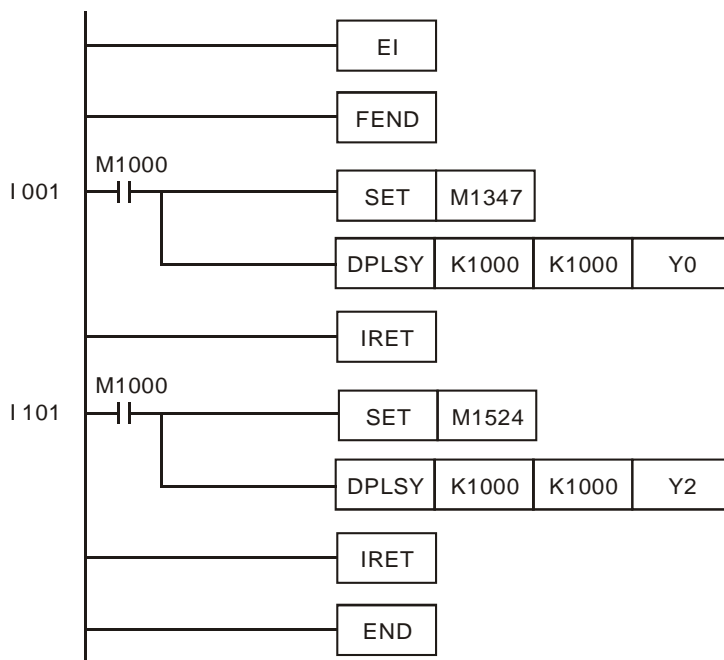 EI
FEND
M1000
I 001
SET M1347
DPLSY K1000 K1000 Y0
IRET
M1000
I 101
SET M1524
DPLSY K1000 K1000 Y2
IRET
END